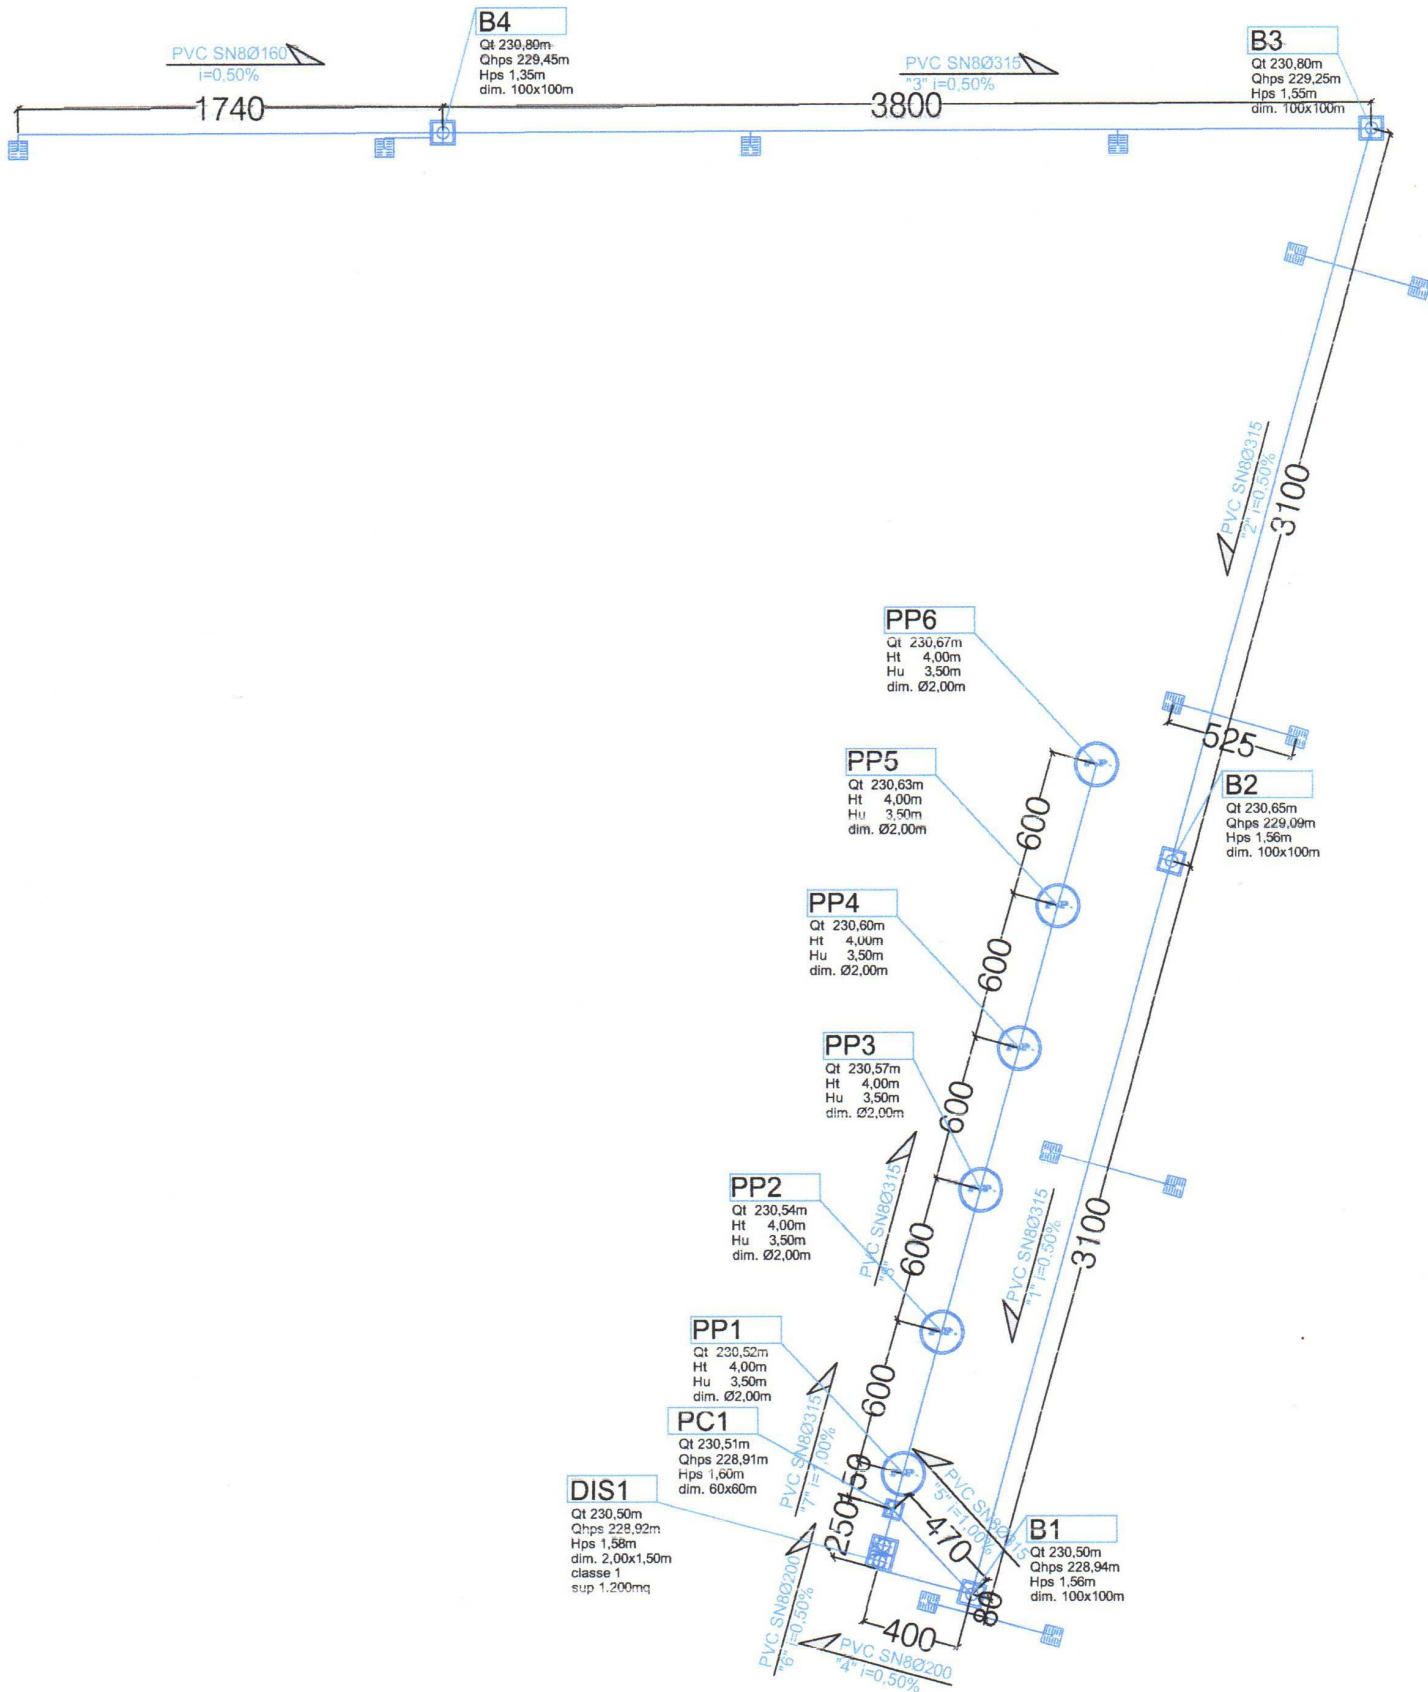 B4
Qt 230,80m
Qhps 229,45m
Hps 1,35m
dim. 100x100m
PVC SN8Ø160
i=0,50%
1740
PVC SN8Ø315
"3" i=0,50%
3800
B3
Qt 230,80m
Qhps 229,25m
Hps 1,55m
dim. 100x100m
PVC SN8Ø315
"2" i=0,50%
3100
PP6
Qt 230,67m
Ht 4,00m
Hu 3,50m
dim. Ø2,00m
525
PP5
Qt 230,63m
Ht 4,00m
Hu 3,50m
dim. Ø2,00m
600
B2
Qt 230,65m
Qhps 229,09m
Hps 1,56m
dim. 100x100m
PP4
Qt 230,60m
Ht 4,00m
Hu 3,50m
dim. Ø2,00m
600
PP3
Qt 230,57m
Ht 4,00m
Hu 3,50m
dim. Ø2,00m
600
PP2
Qt 230,54m
Ht 4,00m
Hu 3,50m
dim. Ø2,00m
PVC SN8Ø315
"8"
600
PVC SN8Ø315
"1" i=0,50%
3100
PP1
Qt 230,52m
Ht 4,00m
Hu 3,50m
dim. Ø2,00m
600
PC1
Qt 230,51m
Qhps 228,91m
Hps 1,60m
dim. 60x60m
PVC SN8Ø315
"7" i=1,00%
150
250
PVC SN8Ø315
"5" i=1,00%
470
DIS1
Qt 230,50m
Qhps 228,92m
Hps 1,58m
dim. 2,00x1,50m
classe 1
sup 1.200mq
B1
Qt 230,50m
Qhps 228,94m
Hps 1,56m
dim. 100x100m
80
PVC SN8Ø200
"6" i=0,50%
400
PVC SN8Ø200
"4" i=0,50%